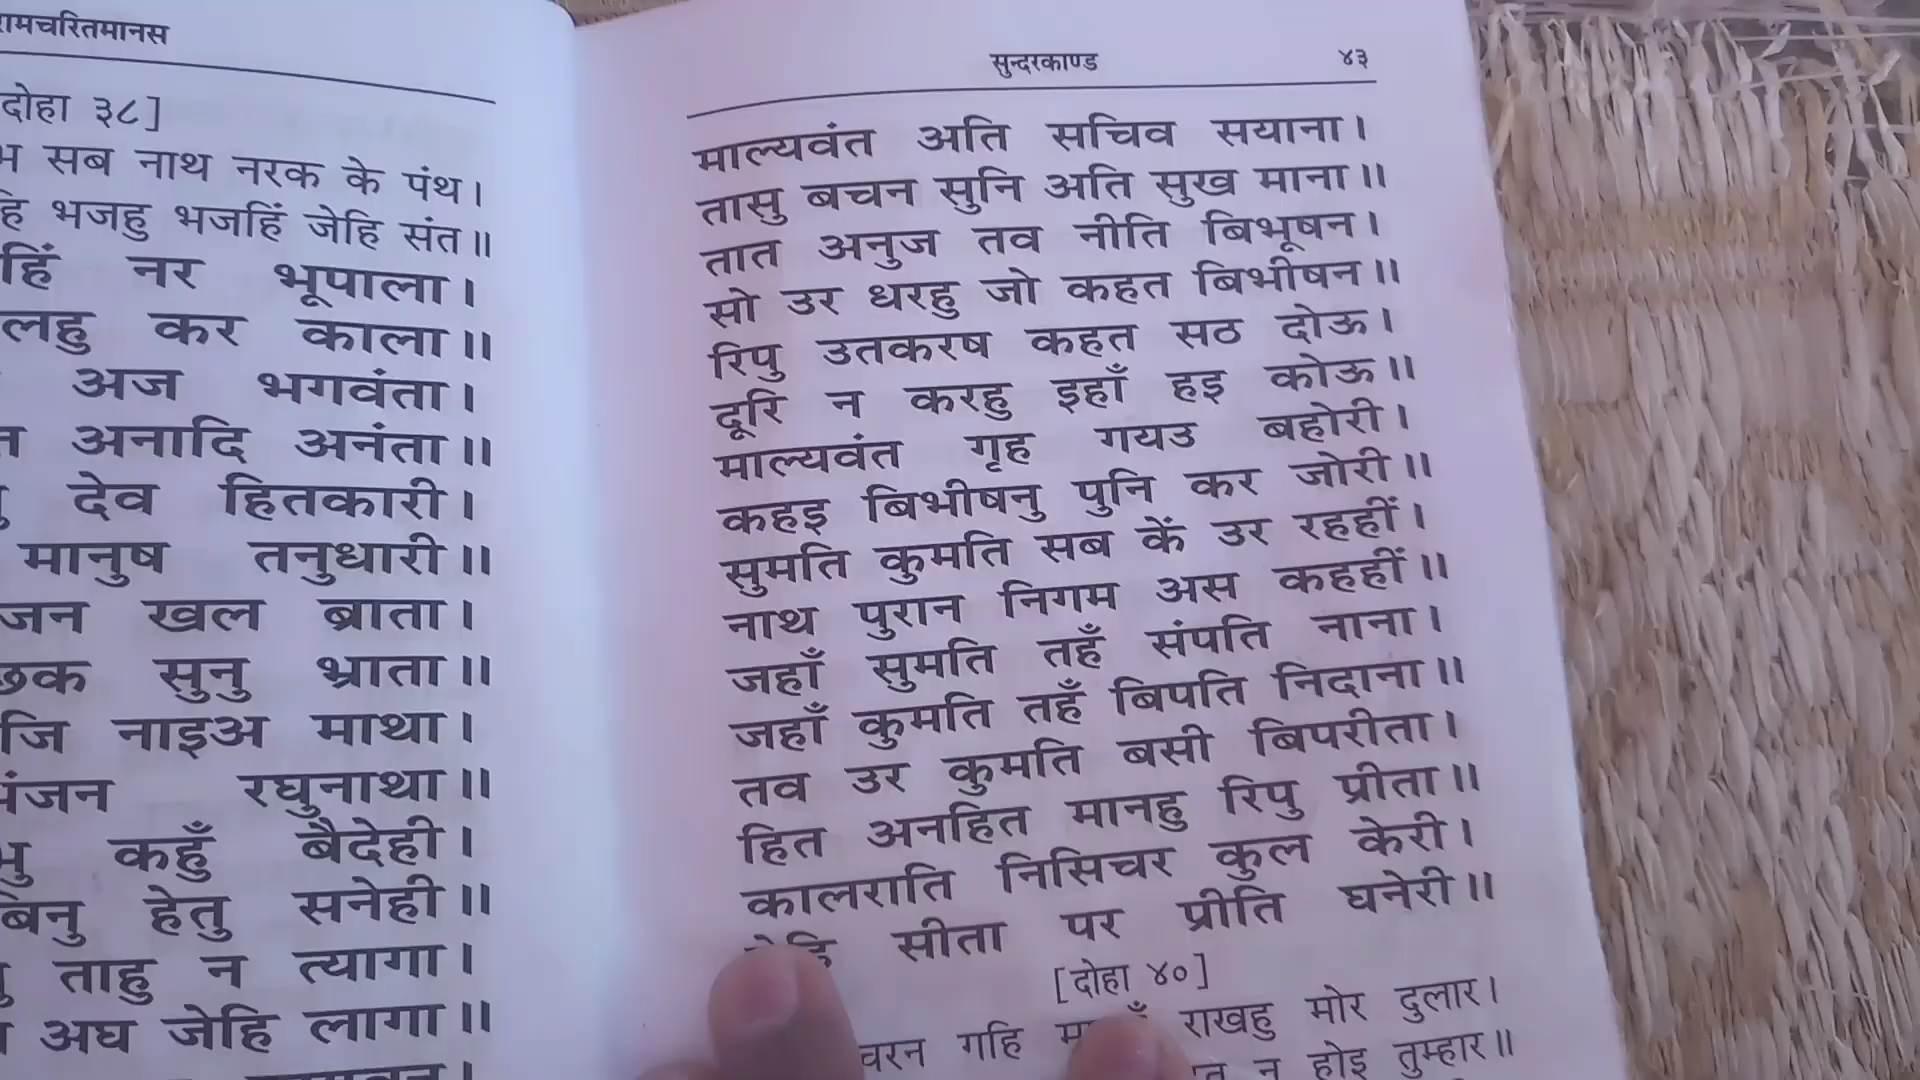 रामचरितमानस
दोहा ३८]
सब नाथ नरक के पंथ।
भजहु भजहिं जेहि संत॥
नर भूपाला।
कर काला॥
अज भगवंता।
अनादि अनंता॥
देव हितकारी।
मानुष तनुधारी॥
खल ब्राता।
सुनु भ्राता॥
नाइअ माथा।
रघुनाथा॥
कहुँ बैदेही।
हेतु सनेही॥
ताहु न त्यागा।
अघ जेहि लागा॥
सुन्दरकाण्ड ४३
माल्यवंत अति सचिव सयाना।
तासु बचन सुनि अति सुख माना॥
तात अनुज तव नीति बिभूषन।
सो उर धरहु जो कहत बिभीषन॥
रिपु उतकरष कहत सठ दोऊ।
दूरि न करहु इहाँ हइ कोऊ॥
माल्यवंत गृह गयउ बहोरी।
कहइ बिभीषनु पुनि कर जोरी॥
सुमति कुमति सब कें उर रहहीं।
नाथ पुरान निगम अस कहहीं॥
जहाँ सुमति तहँ संपति नाना।
जहाँ कुमति तहँ बिपति निदाना॥
तव उर कुमति बसी बिपरीता।
हित अनहित मानहु रिपु प्रीता॥
कालराति निसिचर कुल केरी।
सीता पर प्रीति घनेरी॥
[दोहा ४०]
गहि राखहु मोर दुलार।
न होइ तुम्हार॥